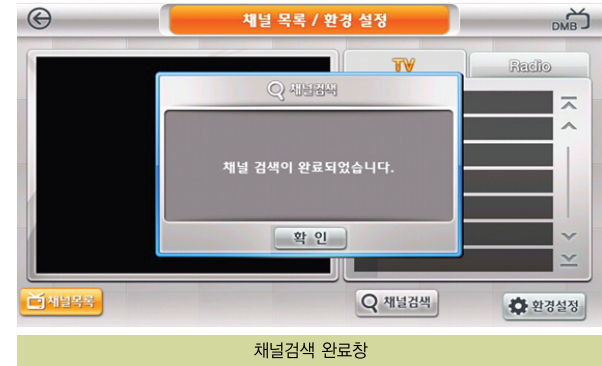 채널 목록 / 환경 설정
DMB
TV
Radio
채널검색
채널 검색이 완료되었습니다.
확 인
채널목록
채널검색
환경설정
채널검색 완료창